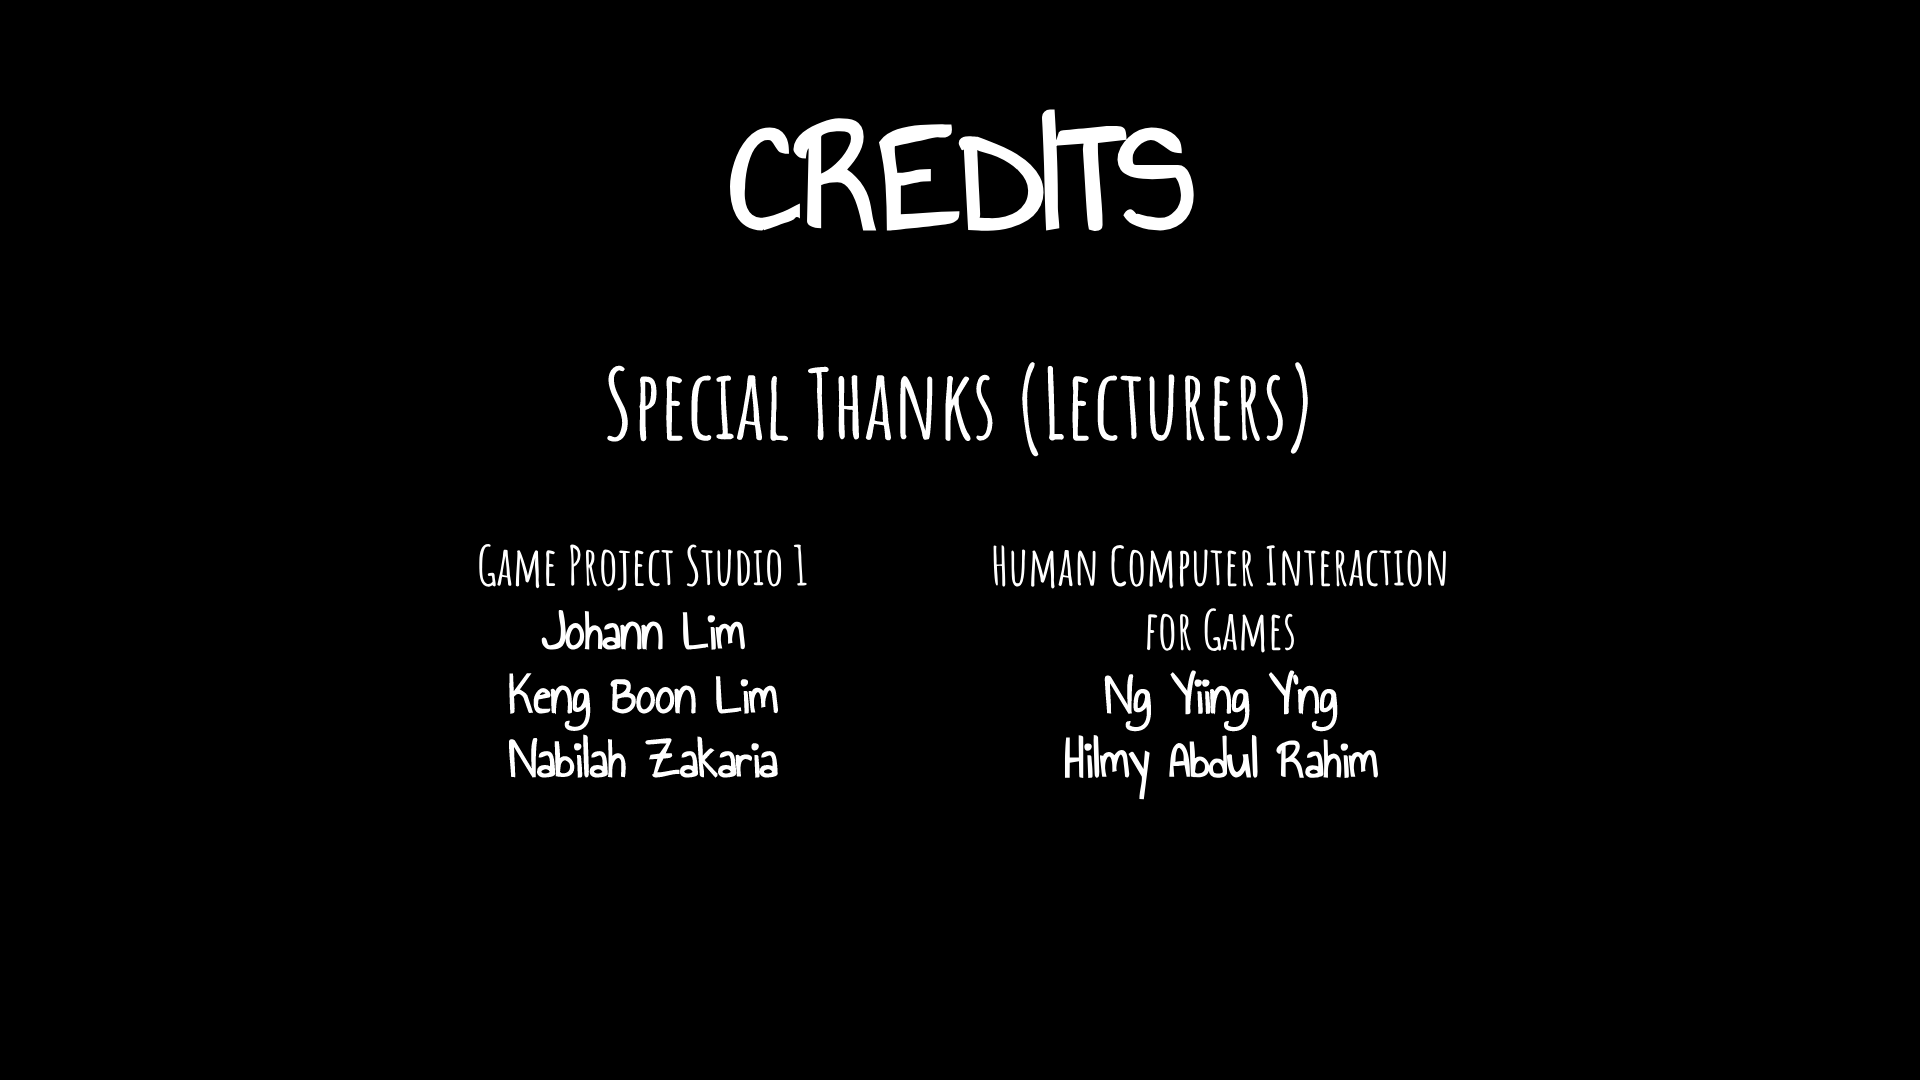 CREDITS
Special Thanks (Lecturers)
Game Project Studio 1
Johann Lim
Keng Boon Lim
Nabilah Zakaria
Human Computer Interaction
for Games
Ng Yiing Y'ng
Hilmy Abdul Rahim